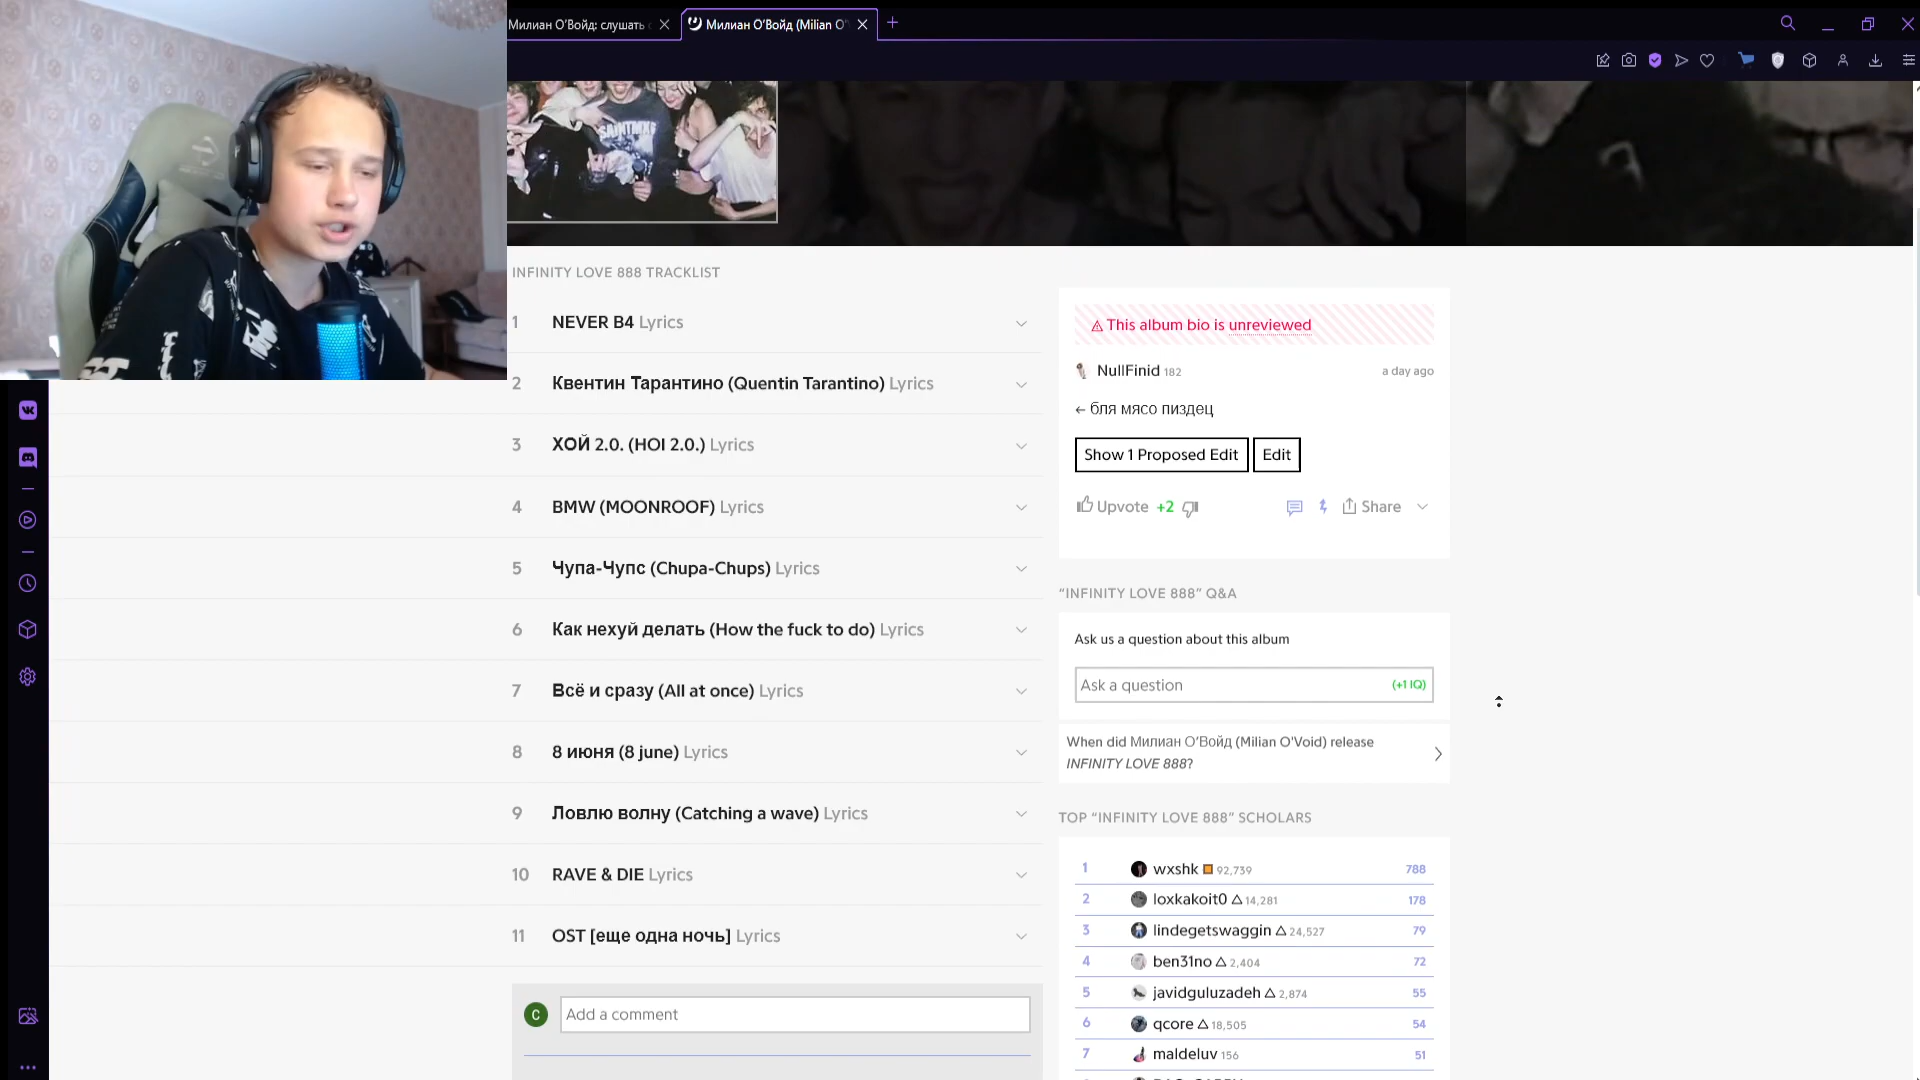 Милион О'Войд: слушать
Милиан О'Войд (Milian O'
SAINTMXG
INFINITY LOVE 888 TRACKLIST
1 NEVER B4 Lyrics
2 Квентин Тарантино (Quentin Tarantino) Lyrics
3 ХОЙ 2.0. (HOI 2.0.) Lyrics
4 BMW (MOONROOF) Lyrics
5 Чупа-Чупс (Chupa-Chups) Lyrics
6 Как нехуй делать (How the fuck to do) Lyrics
7 Всё и сразу (All at once) Lyrics
8 8 июня (8 june) Lyrics
9 Ловлю волну (Catching a wave) Lyrics
10 RAVE & DIE Lyrics
11 OST [еще одна ночь] Lyrics
C Add a comment
This album bio is unreviewed
NullFinid 182 a day ago
← бля мясо пиздец
Show 1 Proposed Edit Edit
Upvote +2 Share
“INFINITY LOVE 888” Q&A
Ask us a question about this album
Ask a question (+1 IQ)
When did Милиан О'Войд (Milian O'Void) release
INFINITY LOVE 888?
TOP “INFINITY LOVE 888” SCHOLARS
1 wxshk 92,739 788
2 loxkakoit0 14,281 178
3 lindegetswaggin 24,527 79
4 ben31no 2,404 72
5 javidguluzadeh 2,874 55
6 qcore 18,505 54
7 maldeluv 156 51